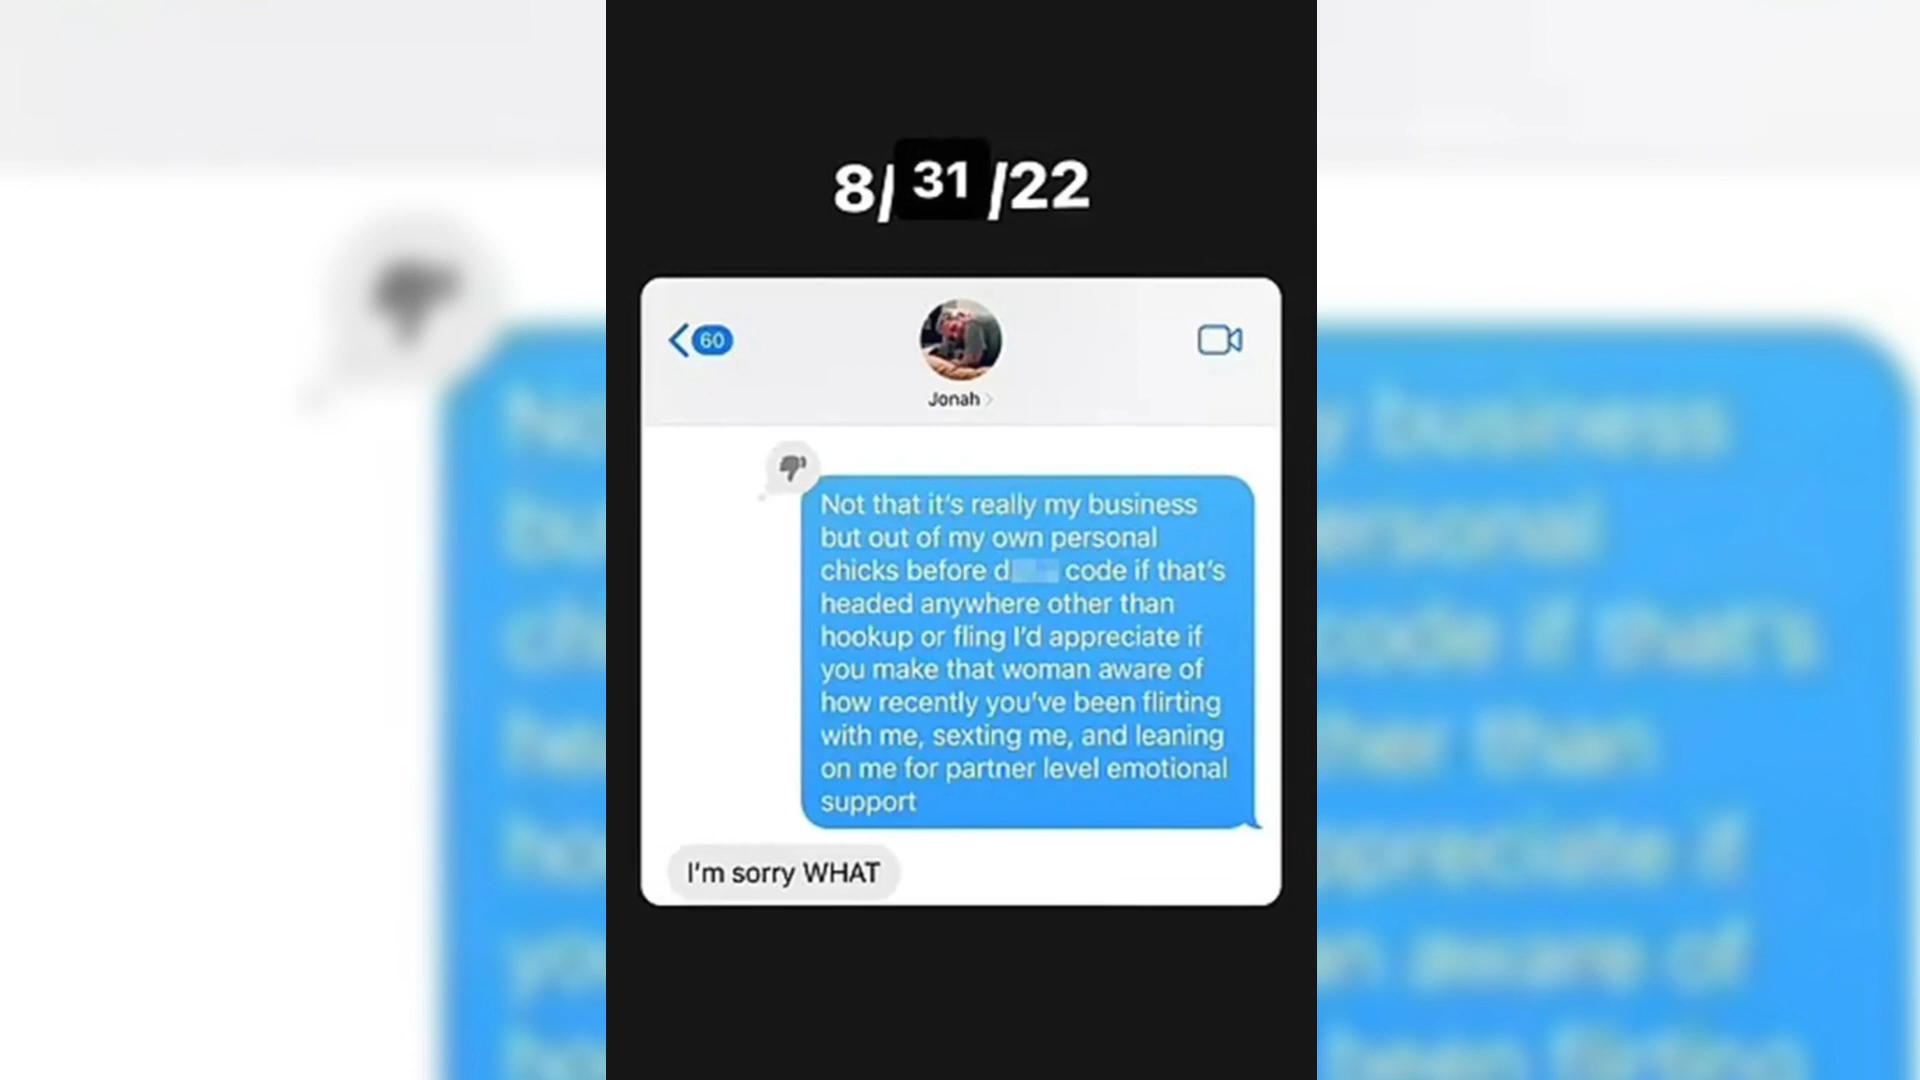 8/31/22
60
Jonah
Not that it's really my business
but out of my own personal
chicks before d code if that's
headed anywhere other than
hookup or fling I'd appreciate if
you make that woman aware of
how recently you've been flirting
with me, sexting me, and leaning
on me for partner level emotional
support
I'm sorry WHAT